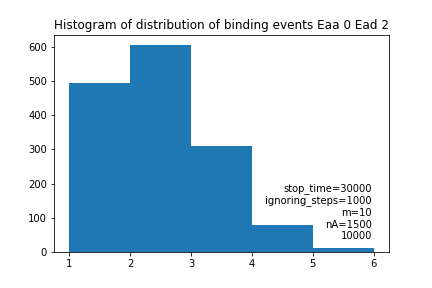 Histogram of distribution of binding events Eaa 0 Ead 2
600
500
400
300
200
100
0
stop_time=30000
ignoring_steps=1000
m=10
nA=1500
10000
1 2 3 4 5 6